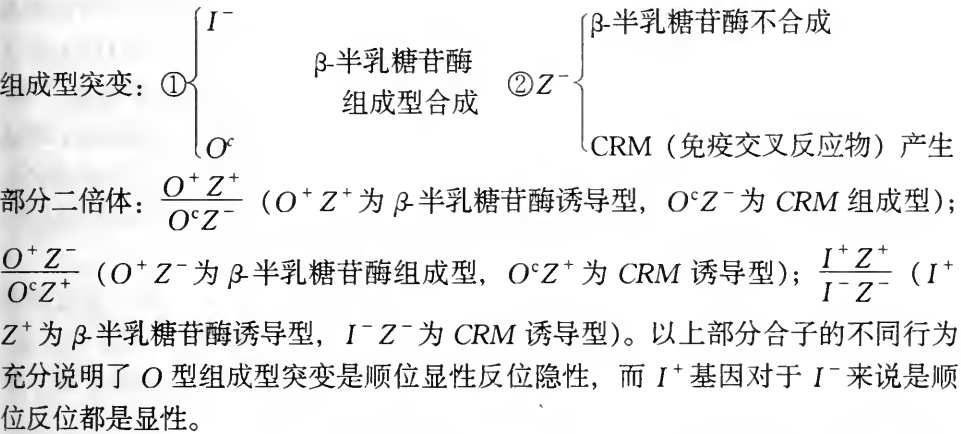 I⁻
β-半乳糖苷酶
β-半乳糖苷酶不合成
组成型突变：①
组成型合成
②Z⁻
Oᶜ
CRM（免疫交叉反应物）产生
部分二倍体：O⁺Z⁺/OᶜZ⁻（O⁺Z⁺为β-半乳糖苷酶诱导型，OᶜZ⁻为CRM组成型）；
O⁺Z⁻/OᶜZ⁺（O⁺Z⁻为β-半乳糖苷酶组成型，OᶜZ⁺为CRM诱导型）；I⁺Z⁺/I⁻Z⁻（I⁺
Z⁺为β-半乳糖苷酶诱导型，I⁻Z⁻为CRM诱导型）。以上部分合子的不同行为
充分说明了O型组成型突变是顺位显性反位隐性，而I⁺基因对于I⁻来说是顺
位反位都是显性。